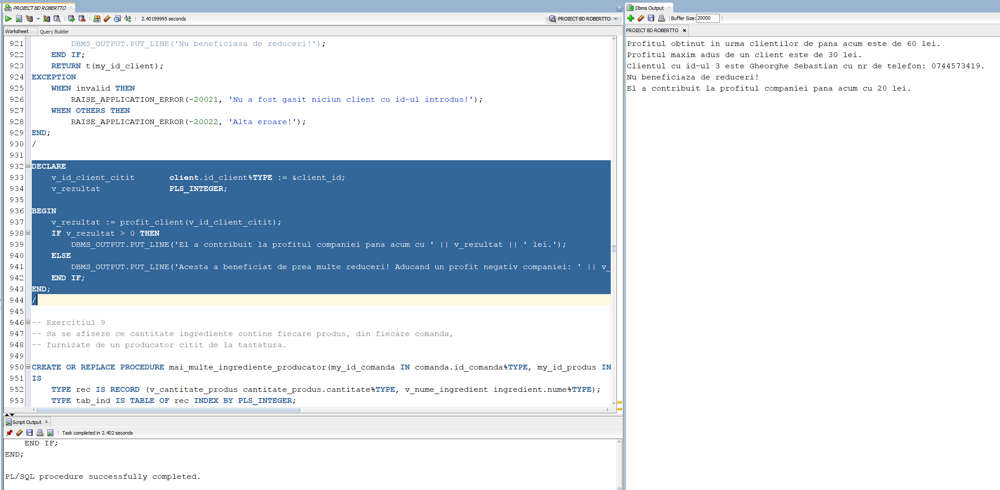 PROIECT BD ROBERTTO
2.40199995 seconds
PROIECT BD ROBERTTO
Worksheet Query Builder
921 DBMS_OUTPUT.PUT_LINE('Nu beneficiaza de reduceri!');
922 END IF;
923 RETURN t(my_id_client);
924 EXCEPTION
925 WHEN invalid THEN
926 RAISE_APPLICATION_ERROR(-20021, 'Nu a fost gasit niciun client cu id-ul introdus!');
927 WHEN OTHERS THEN
928 RAISE_APPLICATION_ERROR(-20022, 'Alta eroare!');
929 END;
930 /
931
932 DECLARE
933 v_id_client_citit client.id_client%TYPE := &client_id;
934 v_rezultat PLS_INTEGER;
935
936 BEGIN
937 v_rezultat := profit_client(v_id_client_citit);
938 IF v_rezultat > 0 THEN
939 DBMS_OUTPUT.PUT_LINE('El a contribuit la profitul companiei pana acum cu ' || v_rezultat || ' lei.');
940 ELSE
941 DBMS_OUTPUT.PUT_LINE('Acesta a beneficiat de prea multe reduceri! Aducand un profit negativ companiei: ' || v_
942 END IF;
943 END;
944 /
945
946 -- Exercitiul 9
947 -- Sa se afiseze ce cantitate ingrediente contine fiecare produs, din fiecare comanda,
948 -- furnizate de un producator citit de la tastatura.
949
950 CREATE OR REPLACE PROCEDURE mai_multe_ingrediente_producator(my_id_comanda IN comanda.id_comanda%TYPE, my_id_produs IN
951 IS
952 TYPE rec IS RECORD (v_cantitate_produs cantitate_produs.cantitate%TYPE, v_nume_ingredient ingredient.nume%TYPE);
953 TYPE tab_ind IS TABLE OF rec INDEX BY PLS_INTEGER;
Script Output
Task completed in 2.402 seconds
END IF;
END;
PL/SQL procedure successfully completed.
Dbms Output
Buffer Size: 20000
PROIECT BD ROBERTTO
Profitul obtinut in urma clientilor de pana acum este de 60 lei.
Profitul maxim adus de un client este de 30 lei.
Clientul cu id-ul 3 este Gheorghe Sebastian cu nr de telefon: 0744573419.
Nu beneficiaza de reduceri!
El a contribuit la profitul companiei pana acum cu 20 lei.